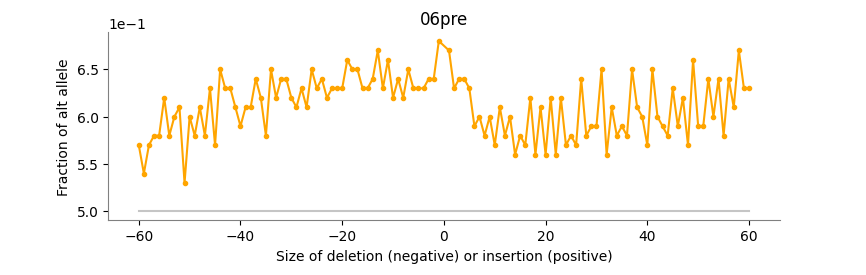 06pre
1e−1
Fraction of alt allele
6.5
6.0
5.5
5.0
−60 −40 −20 0 20 40 60
Size of deletion (negative) or insertion (positive)